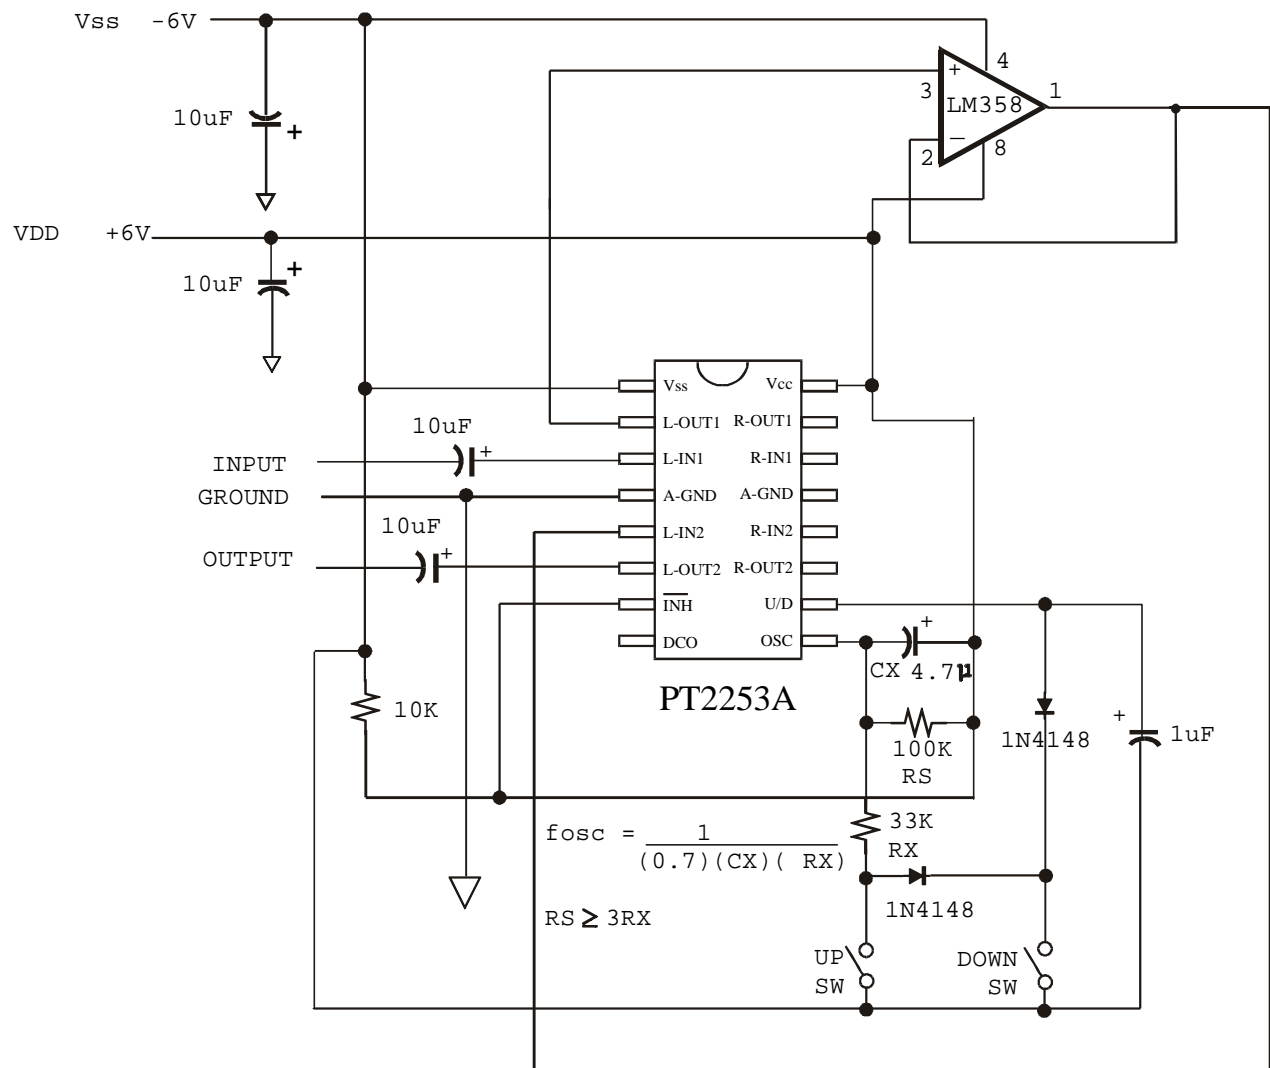 Vss -6V
4
+
3
LM358
1
10uF
+
−
2
8
VDD +6V
+
10uF
Vss
Vcc
10uF
L-OUT1
R-OUT1
+
INPUT
L-IN1
R-IN1
GROUND
A-GND
A-GND
10uF
L-IN2
R-IN2
+
OUTPUT
L-OUT2
R-OUT2
INH
U/D
+
DCO
OSC
CX 4.7µ
PT2253A
10K
+
100K
RS
1N4148
1uF
33K
RX
fosc = 1
(0.7)(CX)( RX)
1N4148
RS ≥ 3RX
UP
SW
DOWN
SW